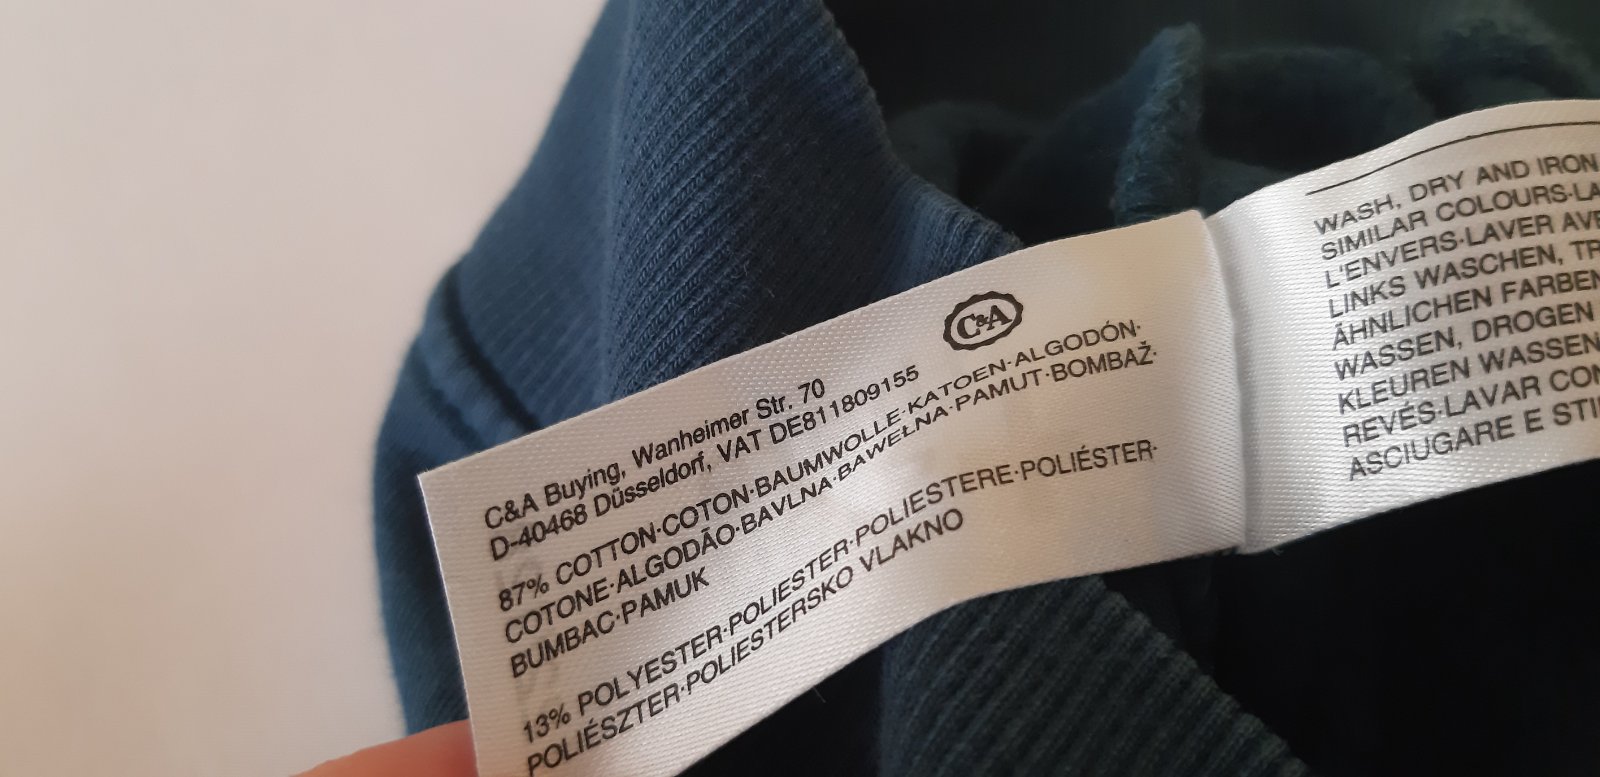 C&A
C&A Buying, Wanheimer Str. 70
D-40468 Düsseldorf, VAT DE811809155
87% COTTON·COTON·BAUMWOLLE·KATOEN·ALGODÓN·
COTONE·ALGODÃO·BAVLNA·BAWEŁNA·PAMUT·BOMBAŽ·
BUMBAC·PAMUK
13% POLYESTER·POLIESTER·POLIESTERE·POLIÉSTER·
POLIÉSZTER·POLIESTERSKO VLAKNO
WASH, DRY AND IRON
SIMILAR COLOURS·LA
L'ENVERS·LAVER AVE
LINKS WASCHEN, TR
ÄHNLICHEN FARBEN
WASSEN, DROGEN
KLEUREN WASSEN
REVÉS·LAVAR CON
ASCIUGARE E STI